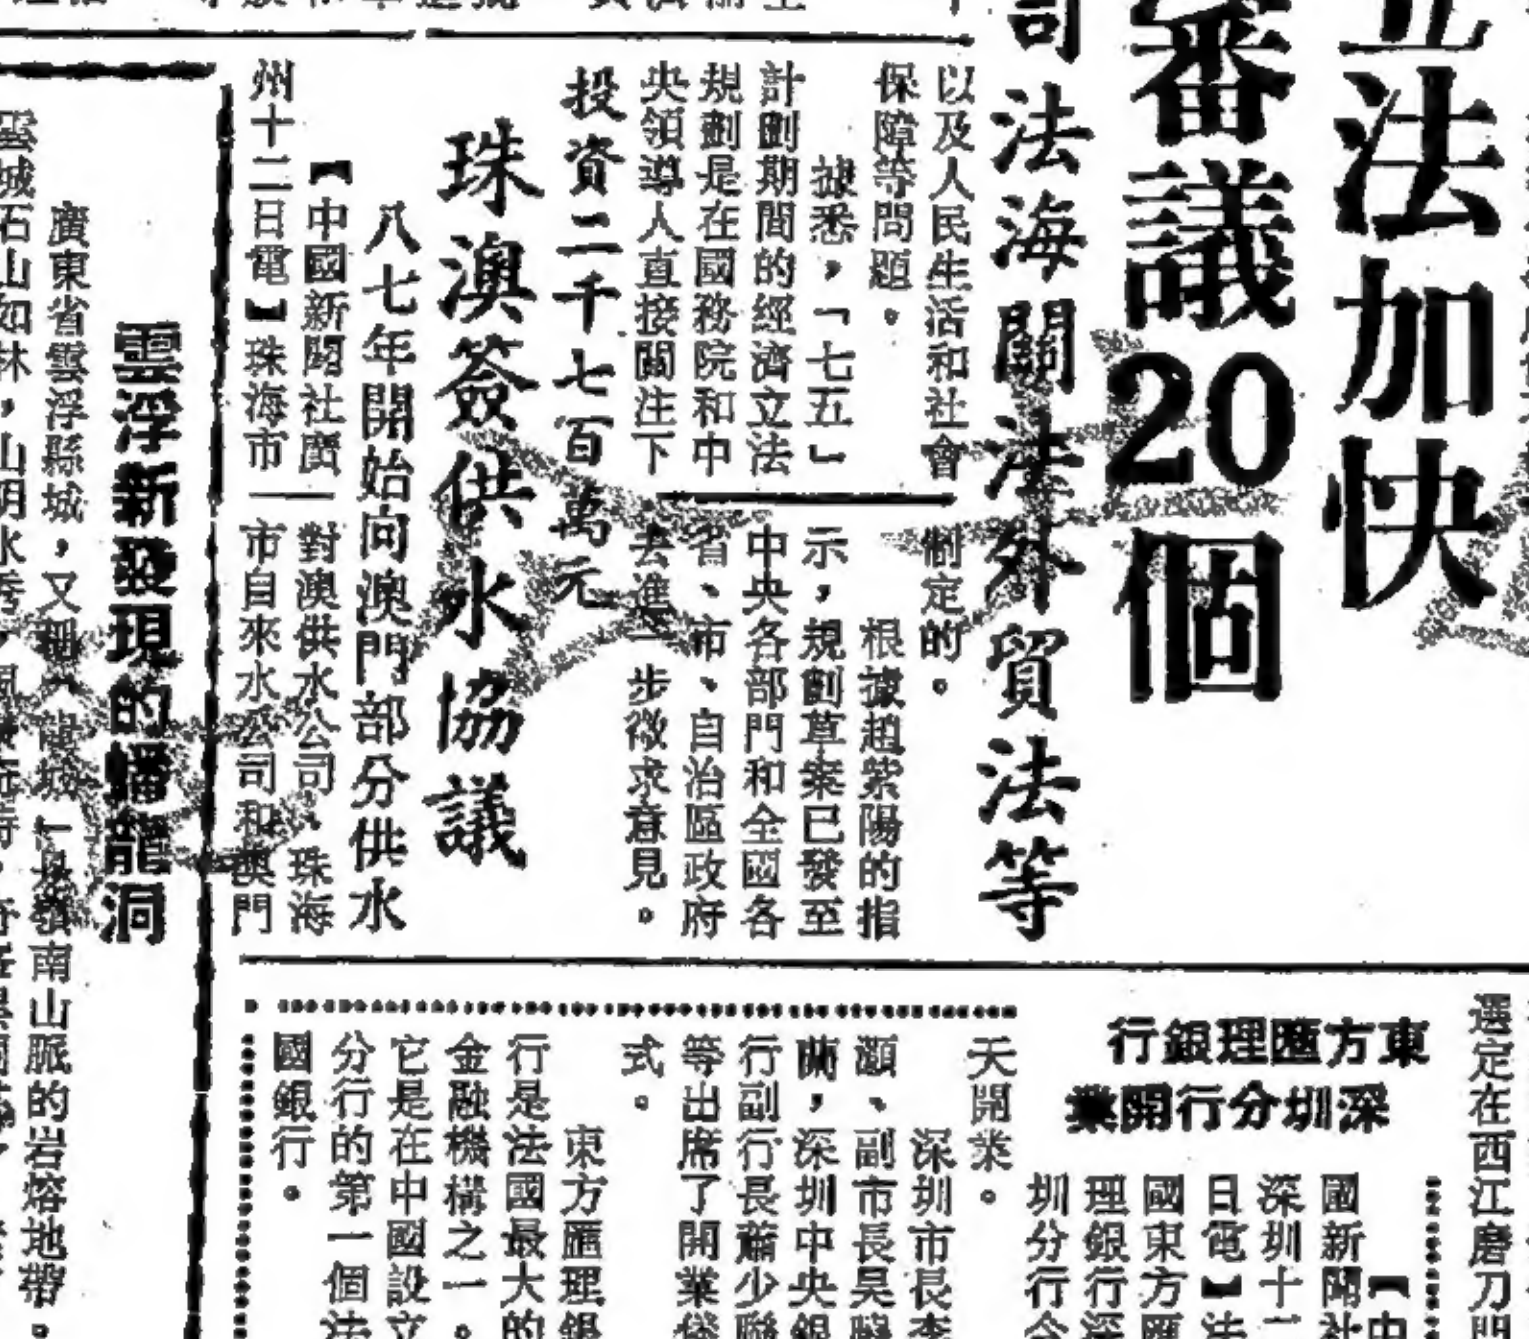 立法加快
審議20個
司法海關法外貿法等
以及人民生活和社會
保障等問題。
據悉，「七五」
計劃期間的經濟立法
規劃是在國務院和中
央領導人直接關注下
制定的。
根據趙紫陽的指
示，規劃草案已發至
中央各部門和全國各
省、市、自治區政府
去進一步徵求意見。
投資二千七百萬元
珠澳簽供水協議
八七年開始向澳門部分供水
【中國新聞社廣
州十二日電】珠海市
對澳供水公司、珠海
市自來水公司和澳門
雲浮新發現的蟠龍洞
廣東省雲浮縣城，又稱
嶺南山脈的岩熔地帶。
雲城石山如林，山明水秀，
選定在西江磨刀門
東方匯理銀行
深圳分行開業
【中
國新聞社
深圳十二
日電】法
國東方匯
理銀行深
圳分行今
天開業。
深圳市長李
灝、副市長吳
蘭，深圳中央銀
行副行長蕭少聯
等出席了開業
式。
東方匯理銀
行是法國最大的
金融機構之一。
它是在中國設立
分行的第一個法
國銀行。